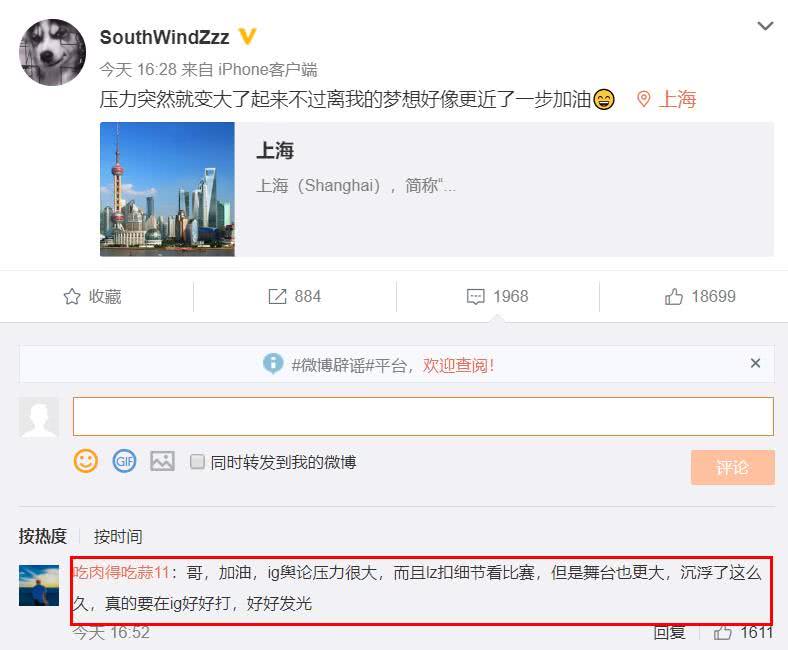 SouthWindZzz
今天 16:28 来自 iPhone客户端
压力突然就变大了起来不过离我的梦想好像更近了一步加油😄 上海
上海
上海（Shanghai），简称“...
收藏
884
1968
18699
#微博辟谣#平台，欢迎查阅！
GIF
同时转发到我的微博
评论
按热度 按时间
吃肉得吃蒜11：哥，加油，ig舆论压力很大，而且lz扣细节看比赛，但是舞台也更大，沉浮了这么
久，真的要在ig好好打，好好发光
今天 16:52
回复
1611